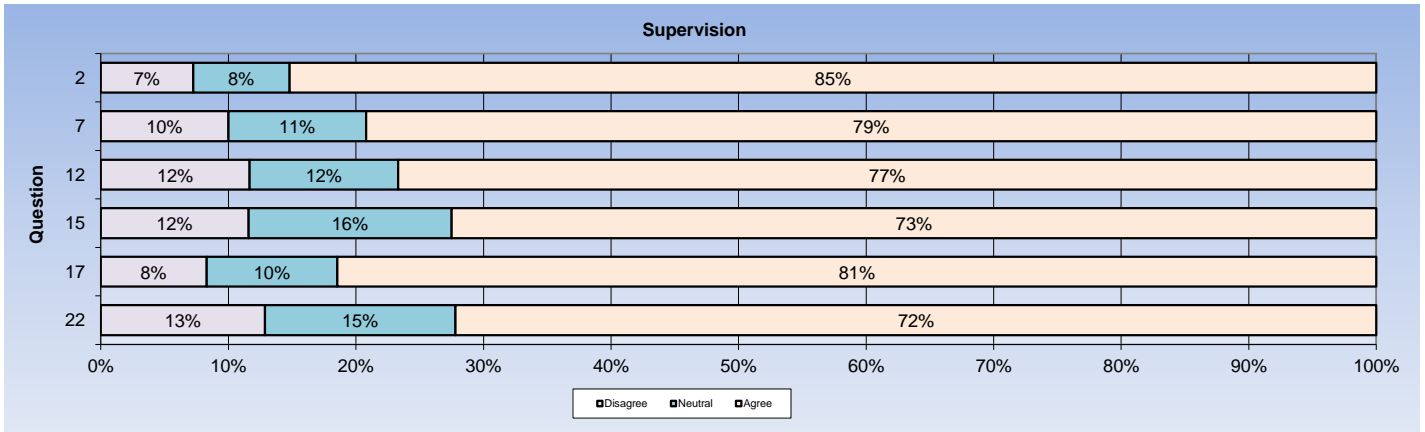 Supervision
Question
2 7% 8% 85%
7 10% 11% 79%
12 12% 12% 77%
15 12% 16% 73%
17 8% 10% 81%
22 13% 15% 72%
0% 10% 20% 30% 40% 50% 60% 70% 80% 90% 100%
Disagree Neutral Agree